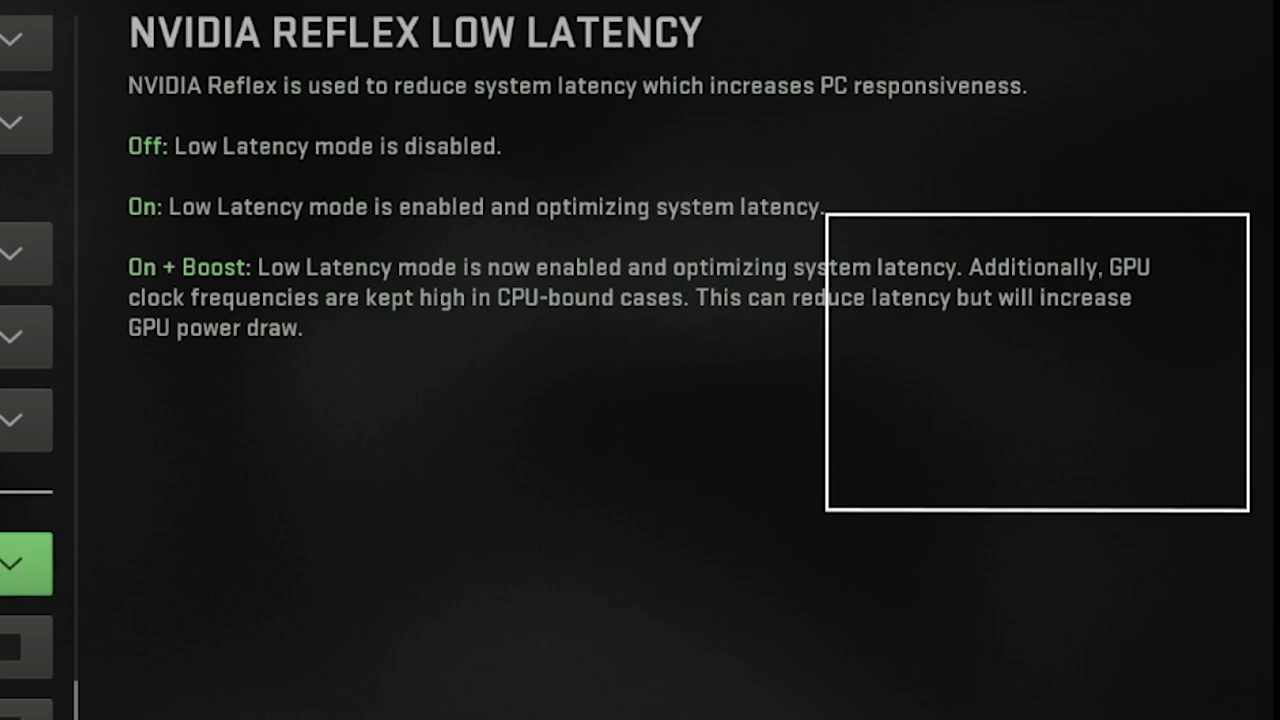 NVIDIA REFLEX LOW LATENCY
NVIDIA Reflex is used to reduce system latency which increases PC responsiveness.
Off: Low Latency mode is disabled.
On: Low Latency mode is enabled and optimizing system latency.
On + Boost: Low Latency mode is now enabled and optimizing system latency. Additionally, GPU
clock frequencies are kept high in CPU-bound cases. This can reduce latency but will increase
GPU power draw.